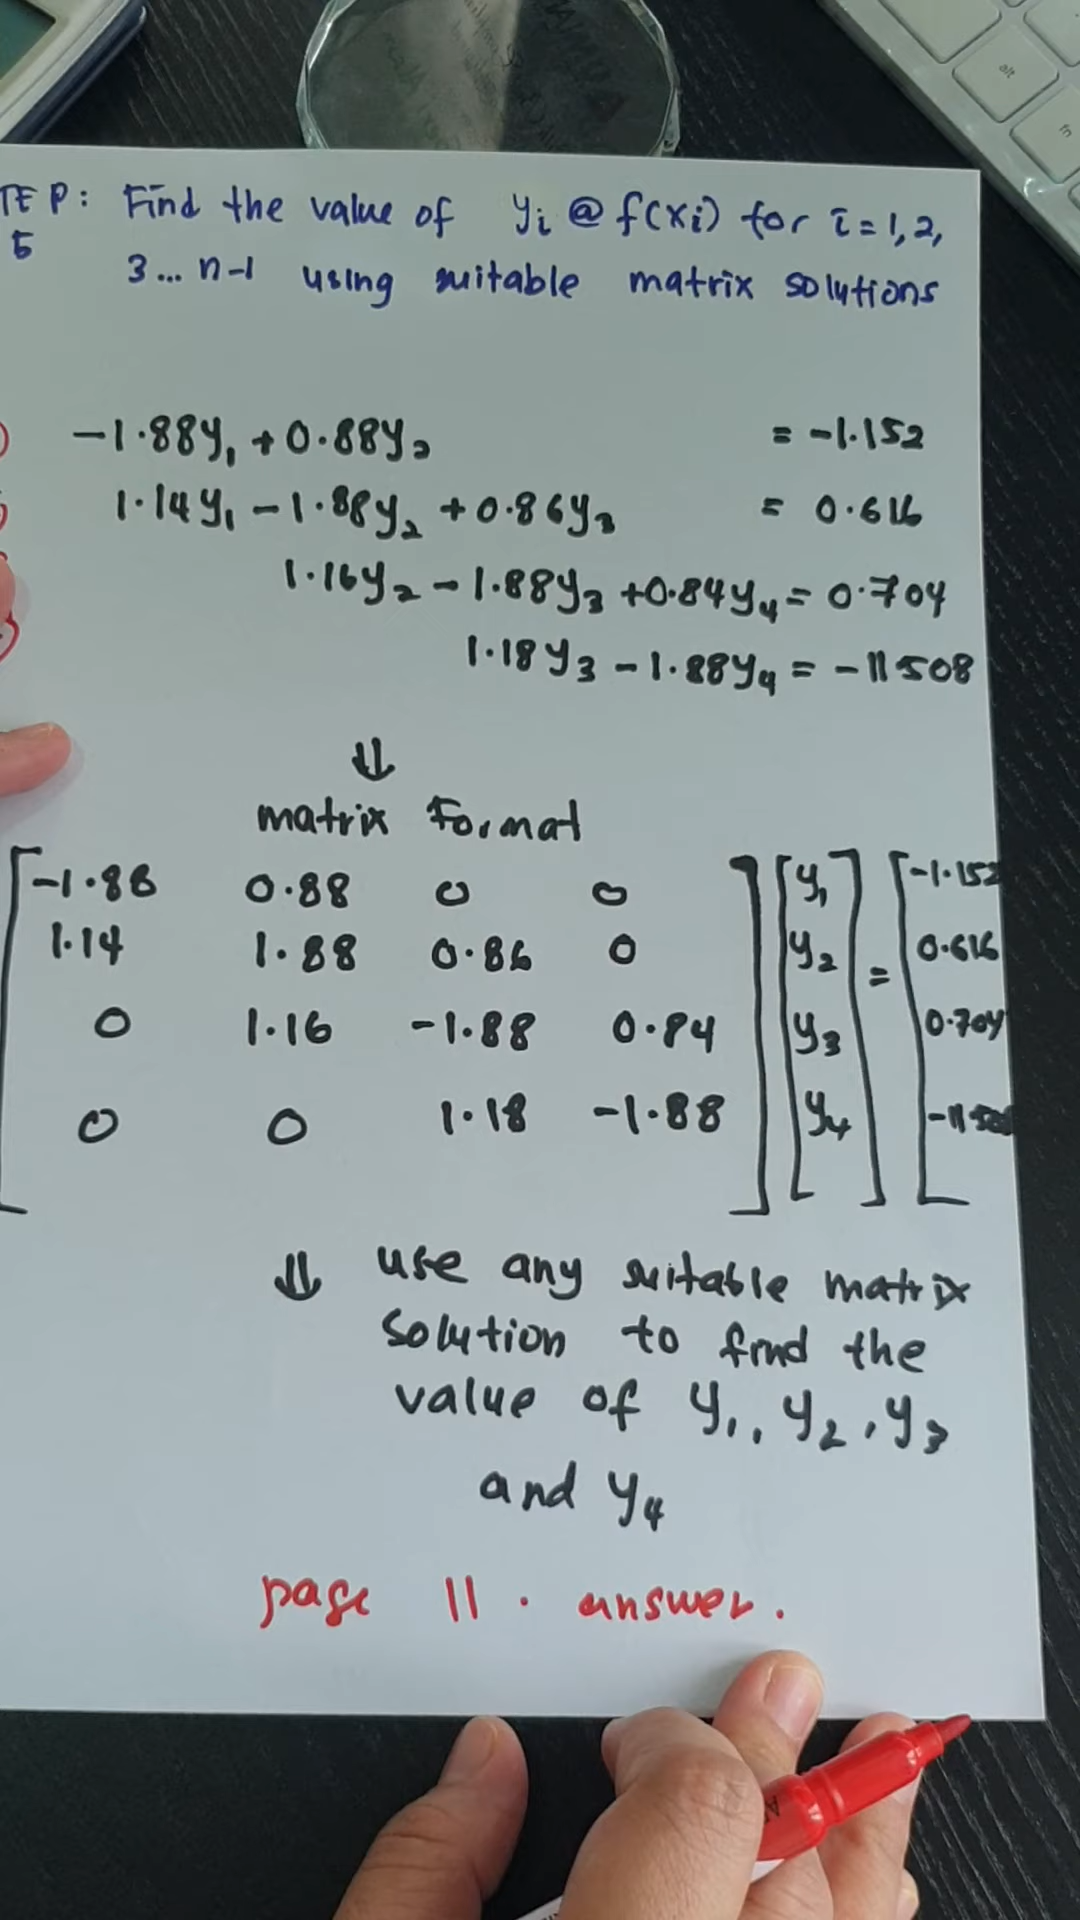 TEP: Find the value of yi @ f(xi) for i = 1, 2,
5
3... n-1 using suitable matrix solutions
-1.88y1 + 0.88y2 = -1.152
1.14y1 - 1.88y2 + 0.86y3 = 0.616
1.16y2 - 1.88y3 + 0.84y4 = 0.704
1.18y3 - 1.88y4 = -11508
⇓
matrix Format
-1.88 0.88 0 0 y1 -1.152
1.14 1.88 0.86 0 y2 = 0.616
0 1.16 -1.88 0.84 y3 0.704
0 0 1.18 -1.88 y4 -11508
⇓ use any suitable matrix
solution to find the
value of y1, y2, y3
and y4
page 11. answer.
alt
fn